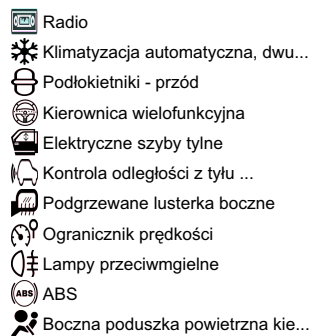 Radio
Klimatyzacja automatyczna, dwu...
Podłokietniki - przód
Kierownica wielofunkcyjna
Elektryczne szyby tylne
Kontrola odległości z tyłu ...
Podgrzewane lusterka boczne
Ogranicznik prędkości
Lampy przeciwmgielne
ABS ABS
Boczna poduszka powietrzna kie...